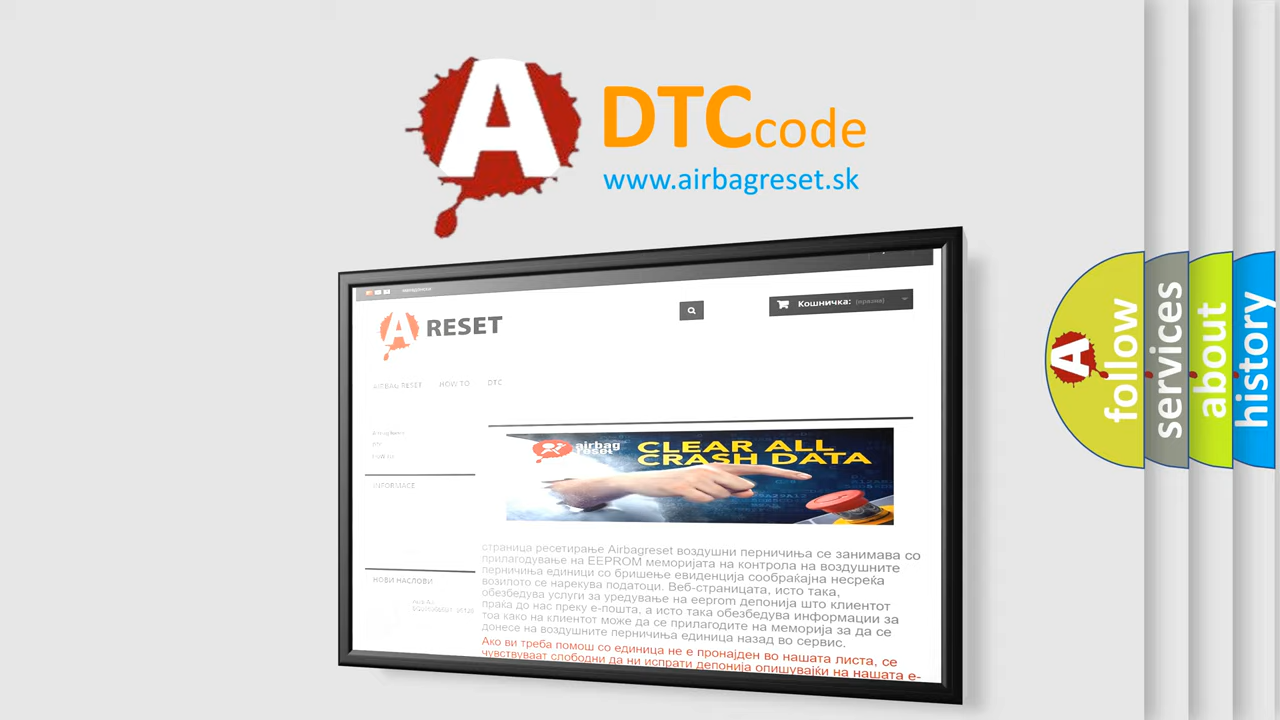 A
DTC code
www.airbagreset.sk
A RESET
Кошничка: (празни)
AIRBAG RESET HOW TO DTC
airbag reset
CLEAR ALL
CRASH DATA
INFORMACE
НОВИ НАСЛОВИ
страница ресетирање Airbagreset воздушни перничиња се занимава со
прилагодување на EEPROM меморијата на контрола на воздушните
перничиња единици со бришење евиденција сообраќајна несреќа
возилото се нарекува податоци. Веб-страницата, исто така,
обезбедува услуги за уредување на eeprom депонија што клиентот
праќа до нас преку е-пошта, а исто така обезбедува информации за
тоа како на клиентот може да се прилагодите на меморија за да се
донесе на воздушните перничиња единица назад во сервис.
Ако ви треба помош со единица не е пронајден во нашата листа, се
чувствуваат слободни да ни испрати депонија опишувајќи на нашата е-
A
follow
services
about
history